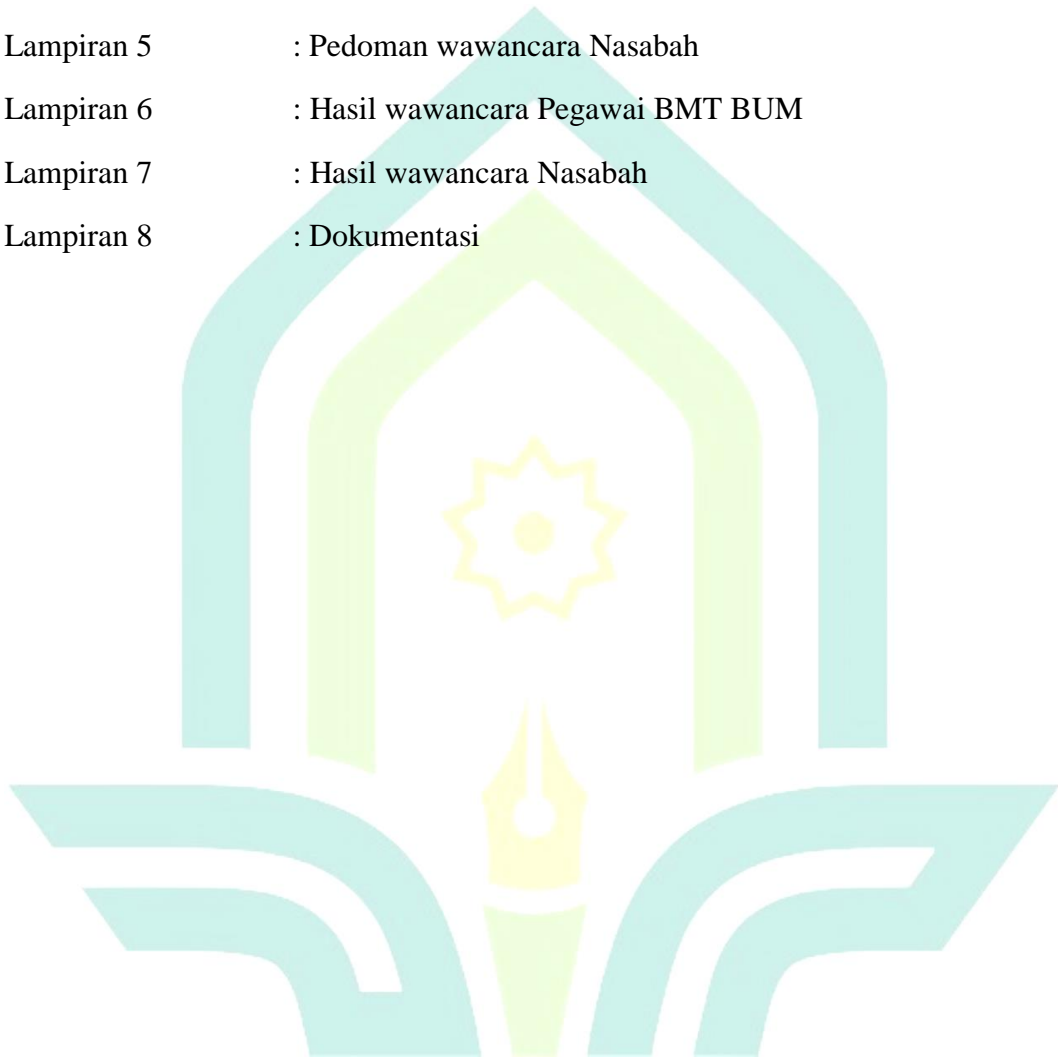 Lampiran 5 : Pedoman wawancara Nasabah
Lampiran 6 : Hasil wawancara Pegawai BMT BUM
Lampiran 7 : Hasil wawancara Nasabah
Lampiran 8 : Dokumentasi